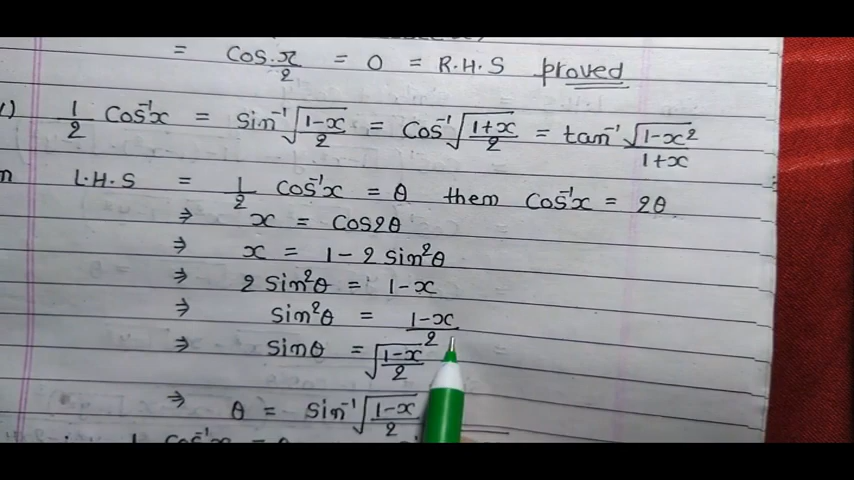 = Cos x/2 = 0 = R.H.S proved
1/2 Cos⁻¹x = Sin⁻¹√(1-x/2) = Cos⁻¹√(1+x/2) = tan⁻¹ √(1-x²)/1+x
L.H.S = 1/2 Cos⁻¹x = θ them Cos⁻¹x = 2θ
⇒ x = Cos2θ
⇒ x = 1 - 2 Sin²θ
⇒ 2 Sin²θ = 1-x
⇒ Sin²θ = 1-x/2
⇒ Sinθ = √(1-x/2)
⇒ θ = Sin⁻¹√(1-x/2)